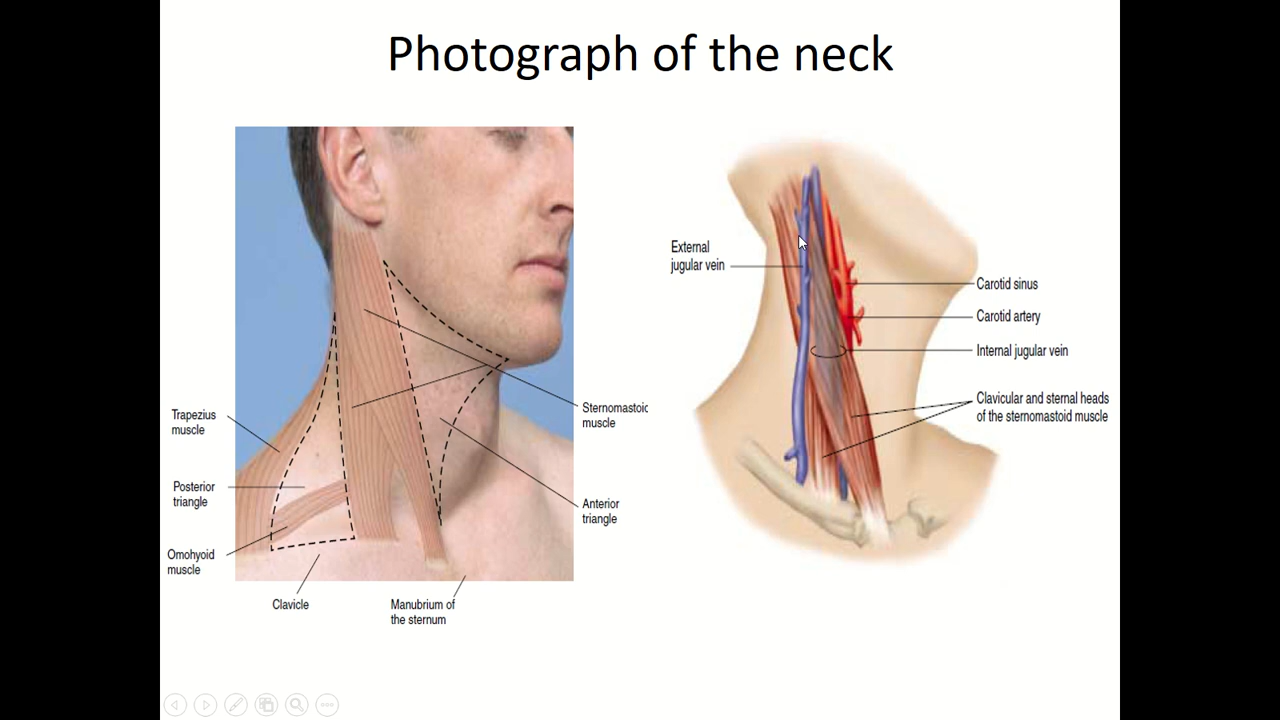 Photograph of the neck
Trapezius
muscle
Posterior
triangle
Omohyoid
muscle
Clavicle
Manubrium of
the sternum
Sternomastoic
muscle
Anterior
triangle
External
jugular vein
Carotid sinus
Carotid artery
Internal jugular vein
Clavicular and sternal heads
of the sternomastoid muscle